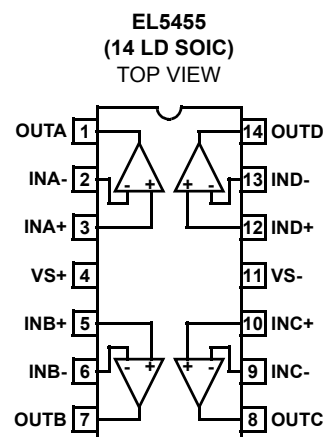 EL5455
(14 LD SOIC)
TOP VIEW
OUTA 1 14 OUTD
INA- 2 - + + - 13 IND-
INA+ 3 12 IND+
VS+ 4 11 VS-
INB+ 5 10 INC+
INB- 6 - + + - 9 INC-
OUTB 7 8 OUTC